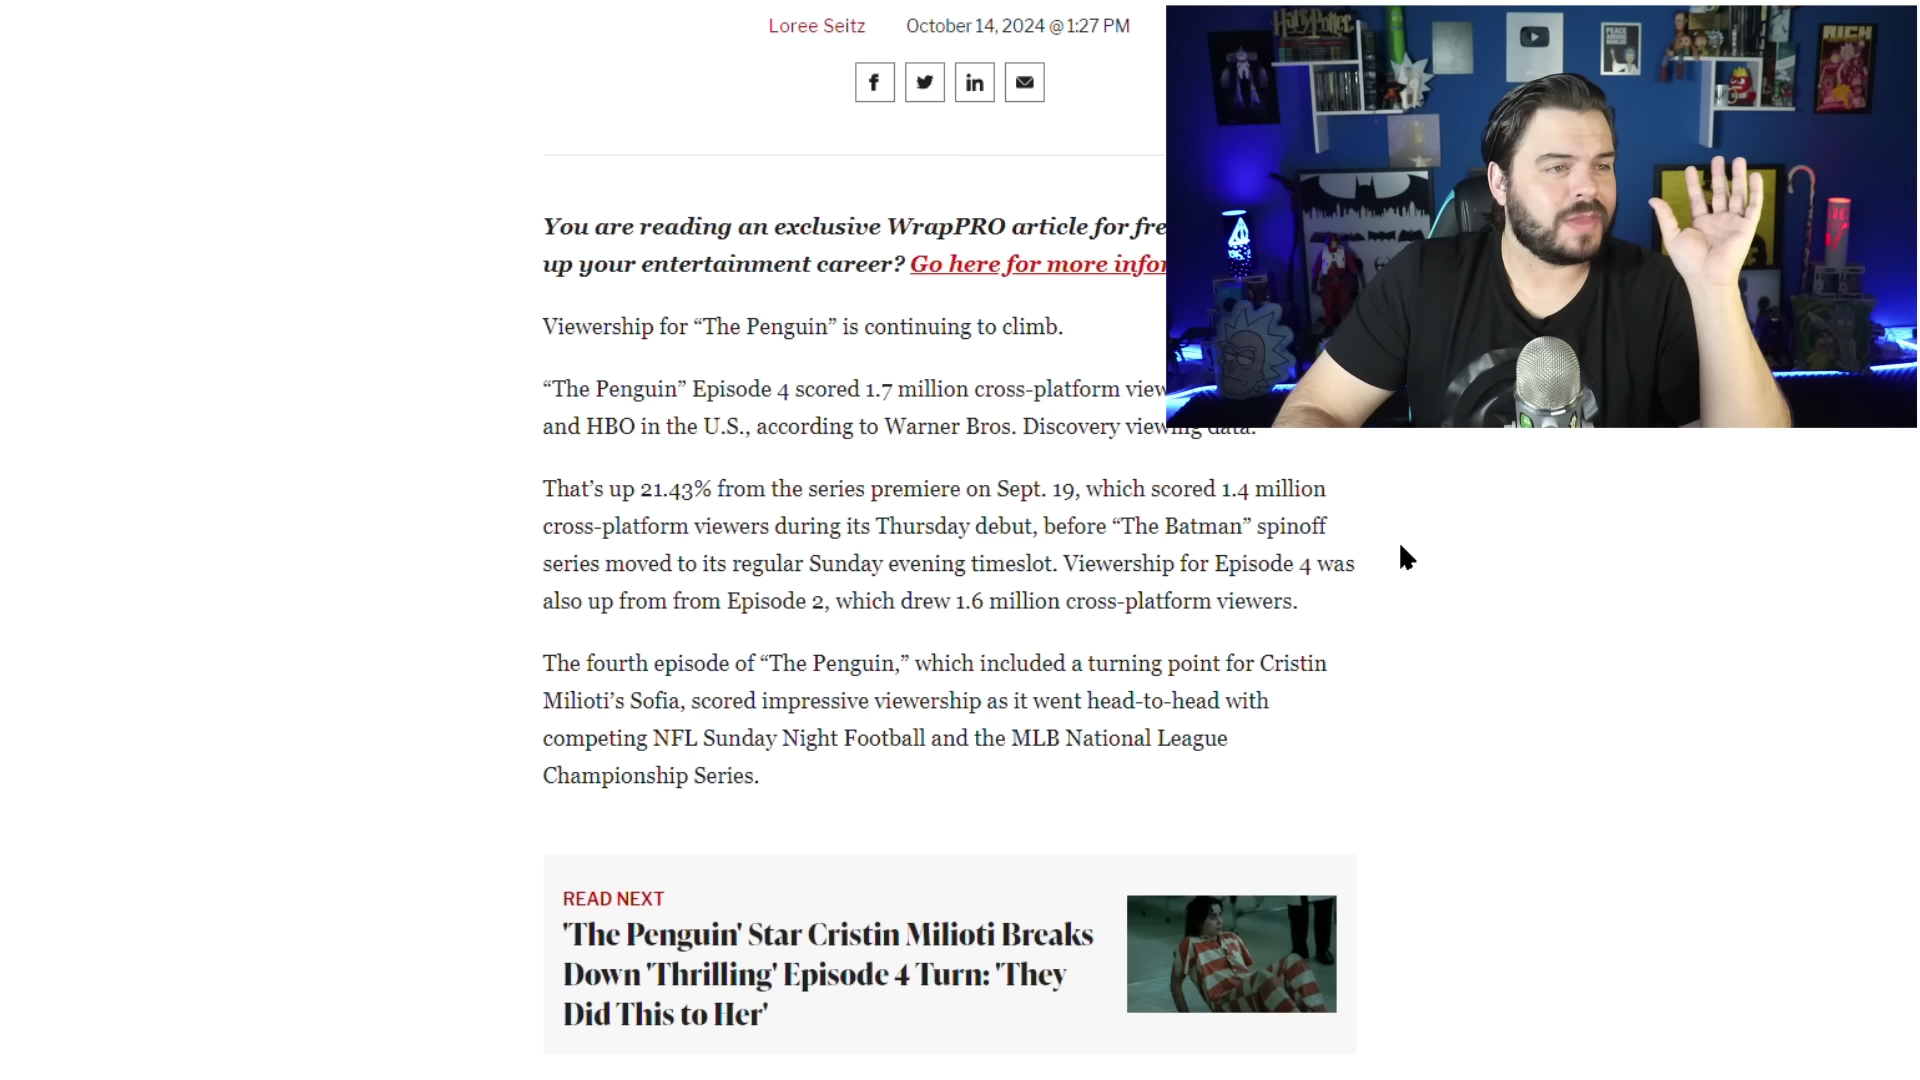 Loree Seitz October 14, 2024 @ 1:27 PM
You are reading an exclusive WrapPRO article for fre
up your entertainment career? Go here for more infor
Viewership for “The Penguin” is continuing to climb.
“The Penguin” Episode 4 scored 1.7 million cross-platform view
and HBO in the U.S., according to Warner Bros. Discovery viewing data.
That’s up 21.43% from the series premiere on Sept. 19, which scored 1.4 million
cross-platform viewers during its Thursday debut, before “The Batman” spinoff
series moved to its regular Sunday evening timeslot. Viewership for Episode 4 was
also up from from Episode 2, which drew 1.6 million cross-platform viewers.
The fourth episode of “The Penguin,” which included a turning point for Cristin
Milioti’s Sofia, scored impressive viewership as it went head-to-head with
competing NFL Sunday Night Football and the MLB National League
Championship Series.
READ NEXT
'The Penguin' Star Cristin Milioti Breaks
Down 'Thrilling' Episode 4 Turn: 'They
Did This to Her'
Harry Potter
PEACE
AMONG
WORLDS
RICK